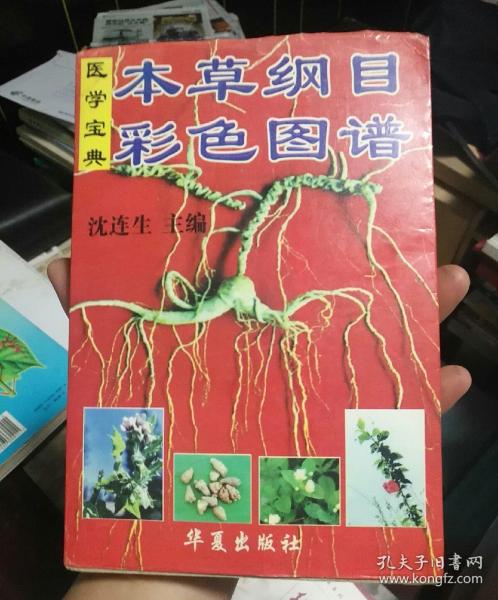 医学宝典
本草纲目
彩色图谱
沈连生 主编
华夏出版社
孔夫子旧书网
www.kongfz.com